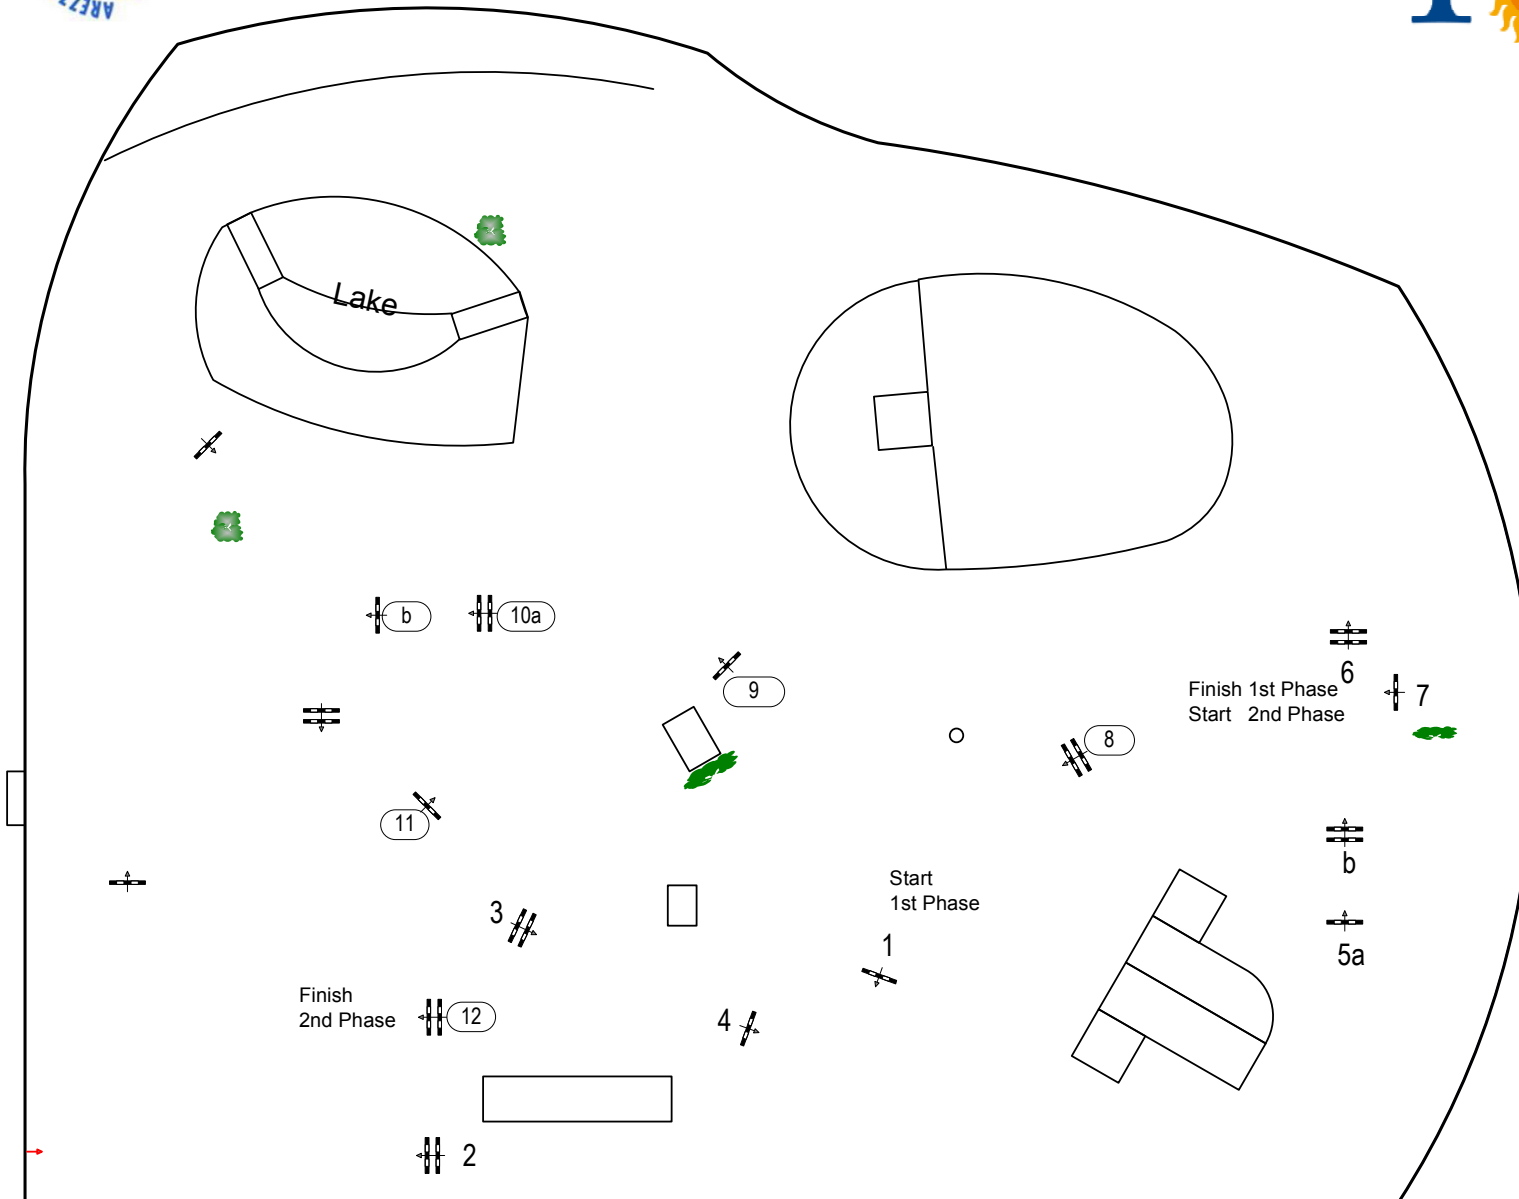 AREZZ
Lake
b
10a
9
6
Finish 1st Phase
Start 2nd Phase
7
8
11
b
Start
1st Phase
3
1
5a
Finish
2nd Phase
12
4
2